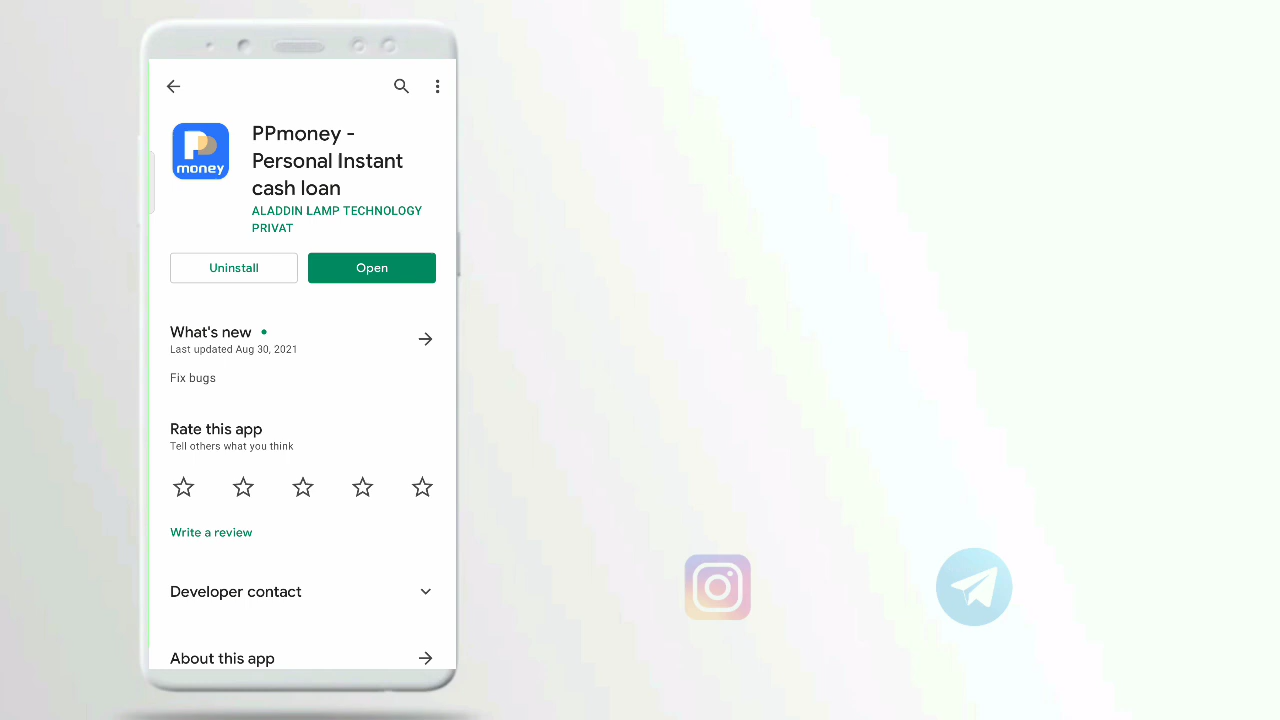 PPmoney -
Personal Instant
cash loan
money
ALADDIN LAMP TECHNOLOGY
PRIVAT
Uninstall
Open
What's new
Last updated Aug 30, 2021
Fix bugs
Rate this app
Tell others what you think
Write a review
Developer contact
About this app